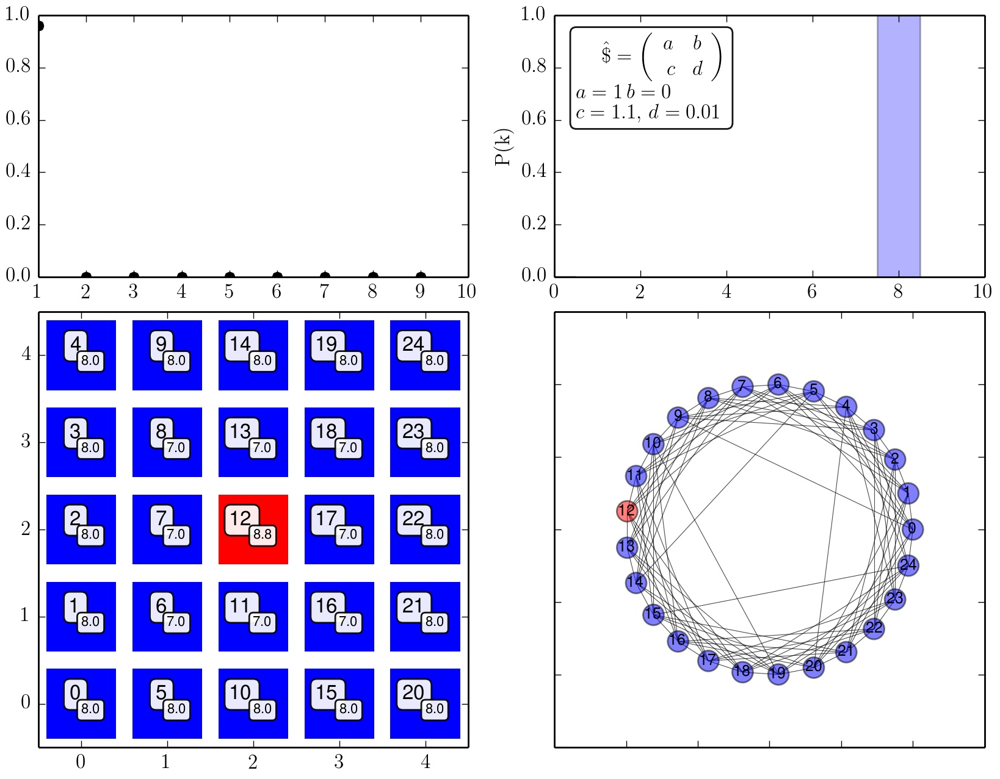 1.0
0.8
0.6
0.4
0.2
0.0
1 2 3 4 5 6 7 8 9 10
1.0
0.8
0.6
0.4
0.2
0.0
P(k)
$̂ = ( a b
c d )
a = 1 b = 0
c = 1.1, d = 0.01
0 2 4 6 8 10
4 4 8.0 9 8.0 14 8.0 19 8.0 24 8.0
3 3 8.0 8 7.0 13 7.0 18 7.0 23 8.0
2 2 8.0 7 7.0 12 8.8 17 7.0 22 8.0
1 1 8.0 6 7.0 11 7.0 16 7.0 21 8.0
0 0 8.0 5 8.0 10 8.0 15 8.0 20 8.0
0 1 2 3 4
0
1
2
3
4
5
6
7
8
9
10
11
12
13
14
15
16
17
18
19
20
21
22
23
24